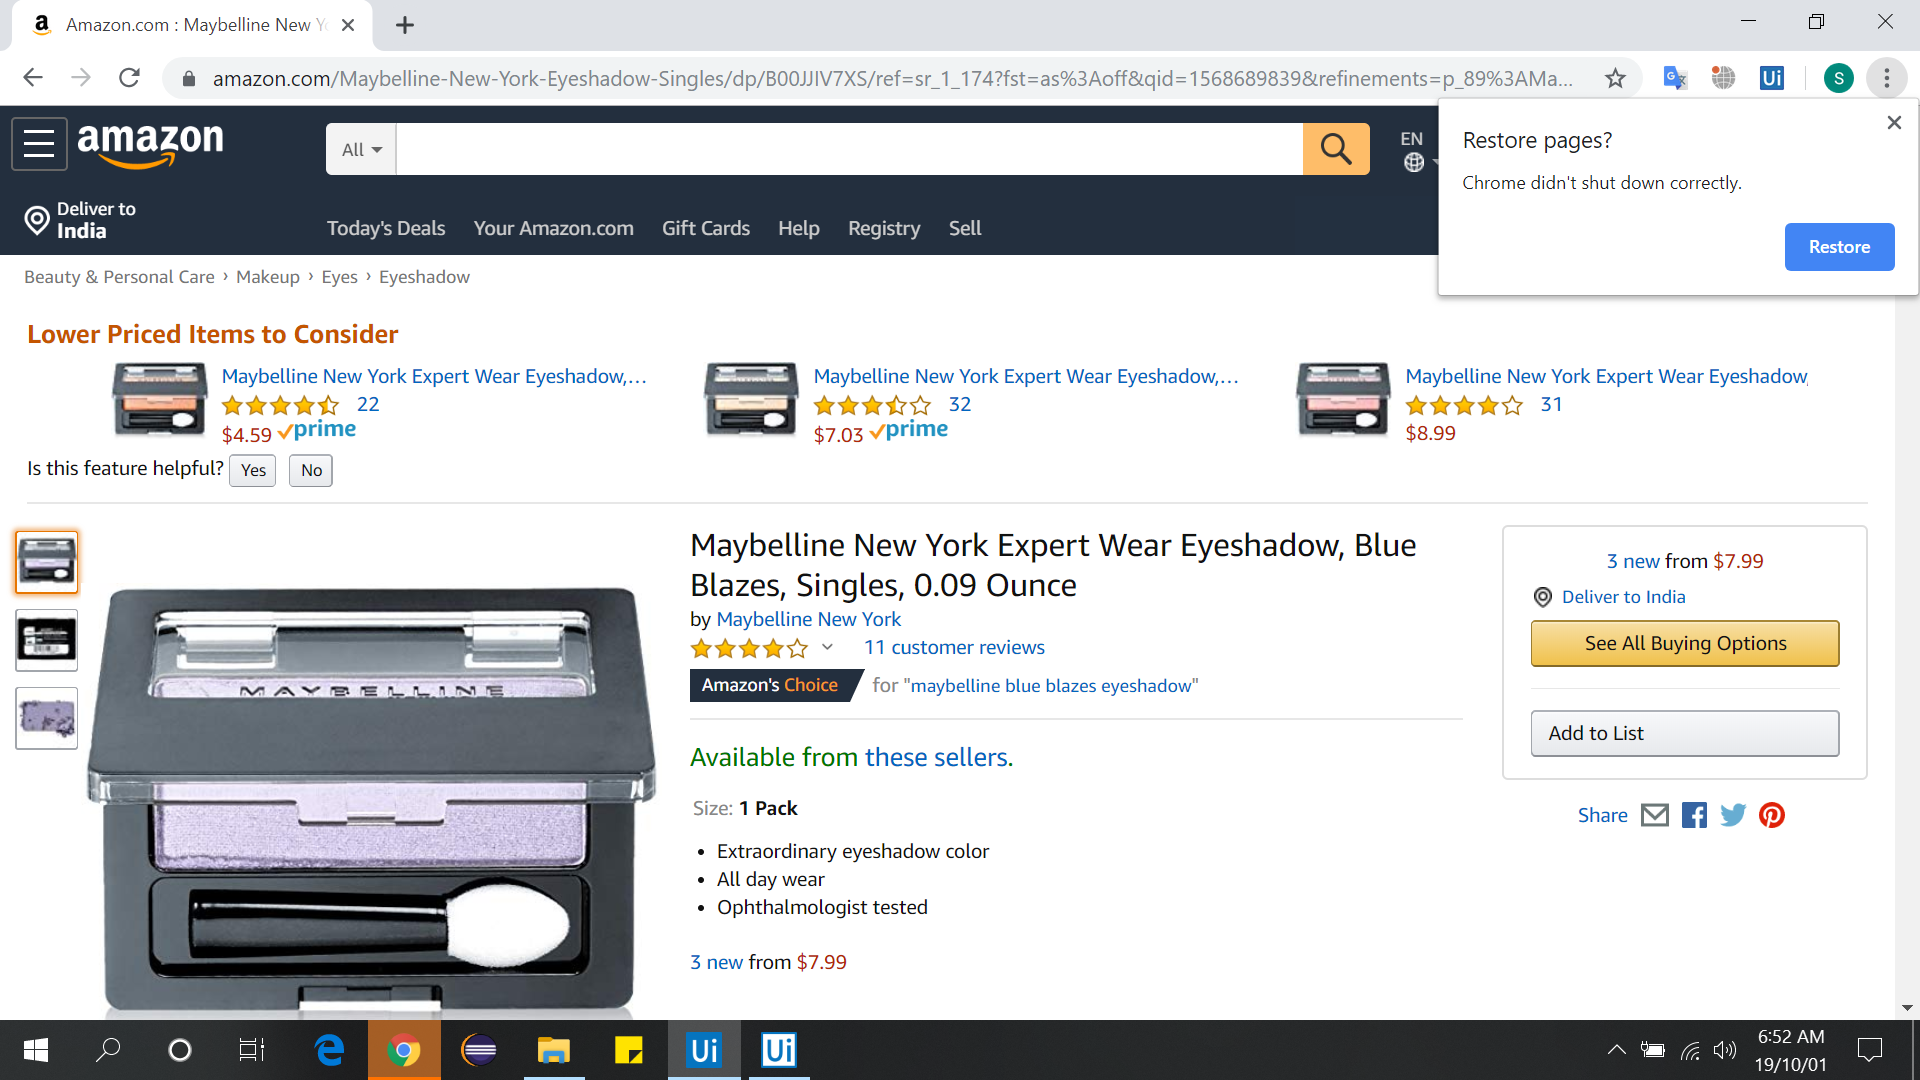 Amazon.com : Maybelline New Y
amazon.com/Maybelline-New-York-Eyeshadow-Singles/dp/B00JJIV7XS/ref=sr_1_174?fst=as%3Aoff&qid=1568689839&refinements=p_89%3AMa...
S
Ui
Restore pages?
Chrome didn't shut down correctly.
Restore
amazon
All
EN
Deliver to
India
Today's Deals
Your Amazon.com
Gift Cards
Help
Registry
Sell
Beauty & Personal Care › Makeup › Eyes › Eyeshadow
Lower Priced Items to Consider
Maybelline New York Expert Wear Eyeshadow,...
22
$4.59 prime
Maybelline New York Expert Wear Eyeshadow,...
32
$7.03 prime
Maybelline New York Expert Wear Eyeshadow,
31
$8.99
Is this feature helpful? Yes No
MAYBELLINE
Maybelline New York Expert Wear Eyeshadow, Blue
Blazes, Singles, 0.09 Ounce
by Maybelline New York
11 customer reviews
Amazon's Choice for "maybelline blue blazes eyeshadow"
Available from these sellers.
Size: 1 Pack
• Extraordinary eyeshadow color
• All day wear
• Ophthalmologist tested
3 new from $7.99
3 new from $7.99
Deliver to India
See All Buying Options
Add to List
Share
Ui
Ui
6:52 AM
19/10/01